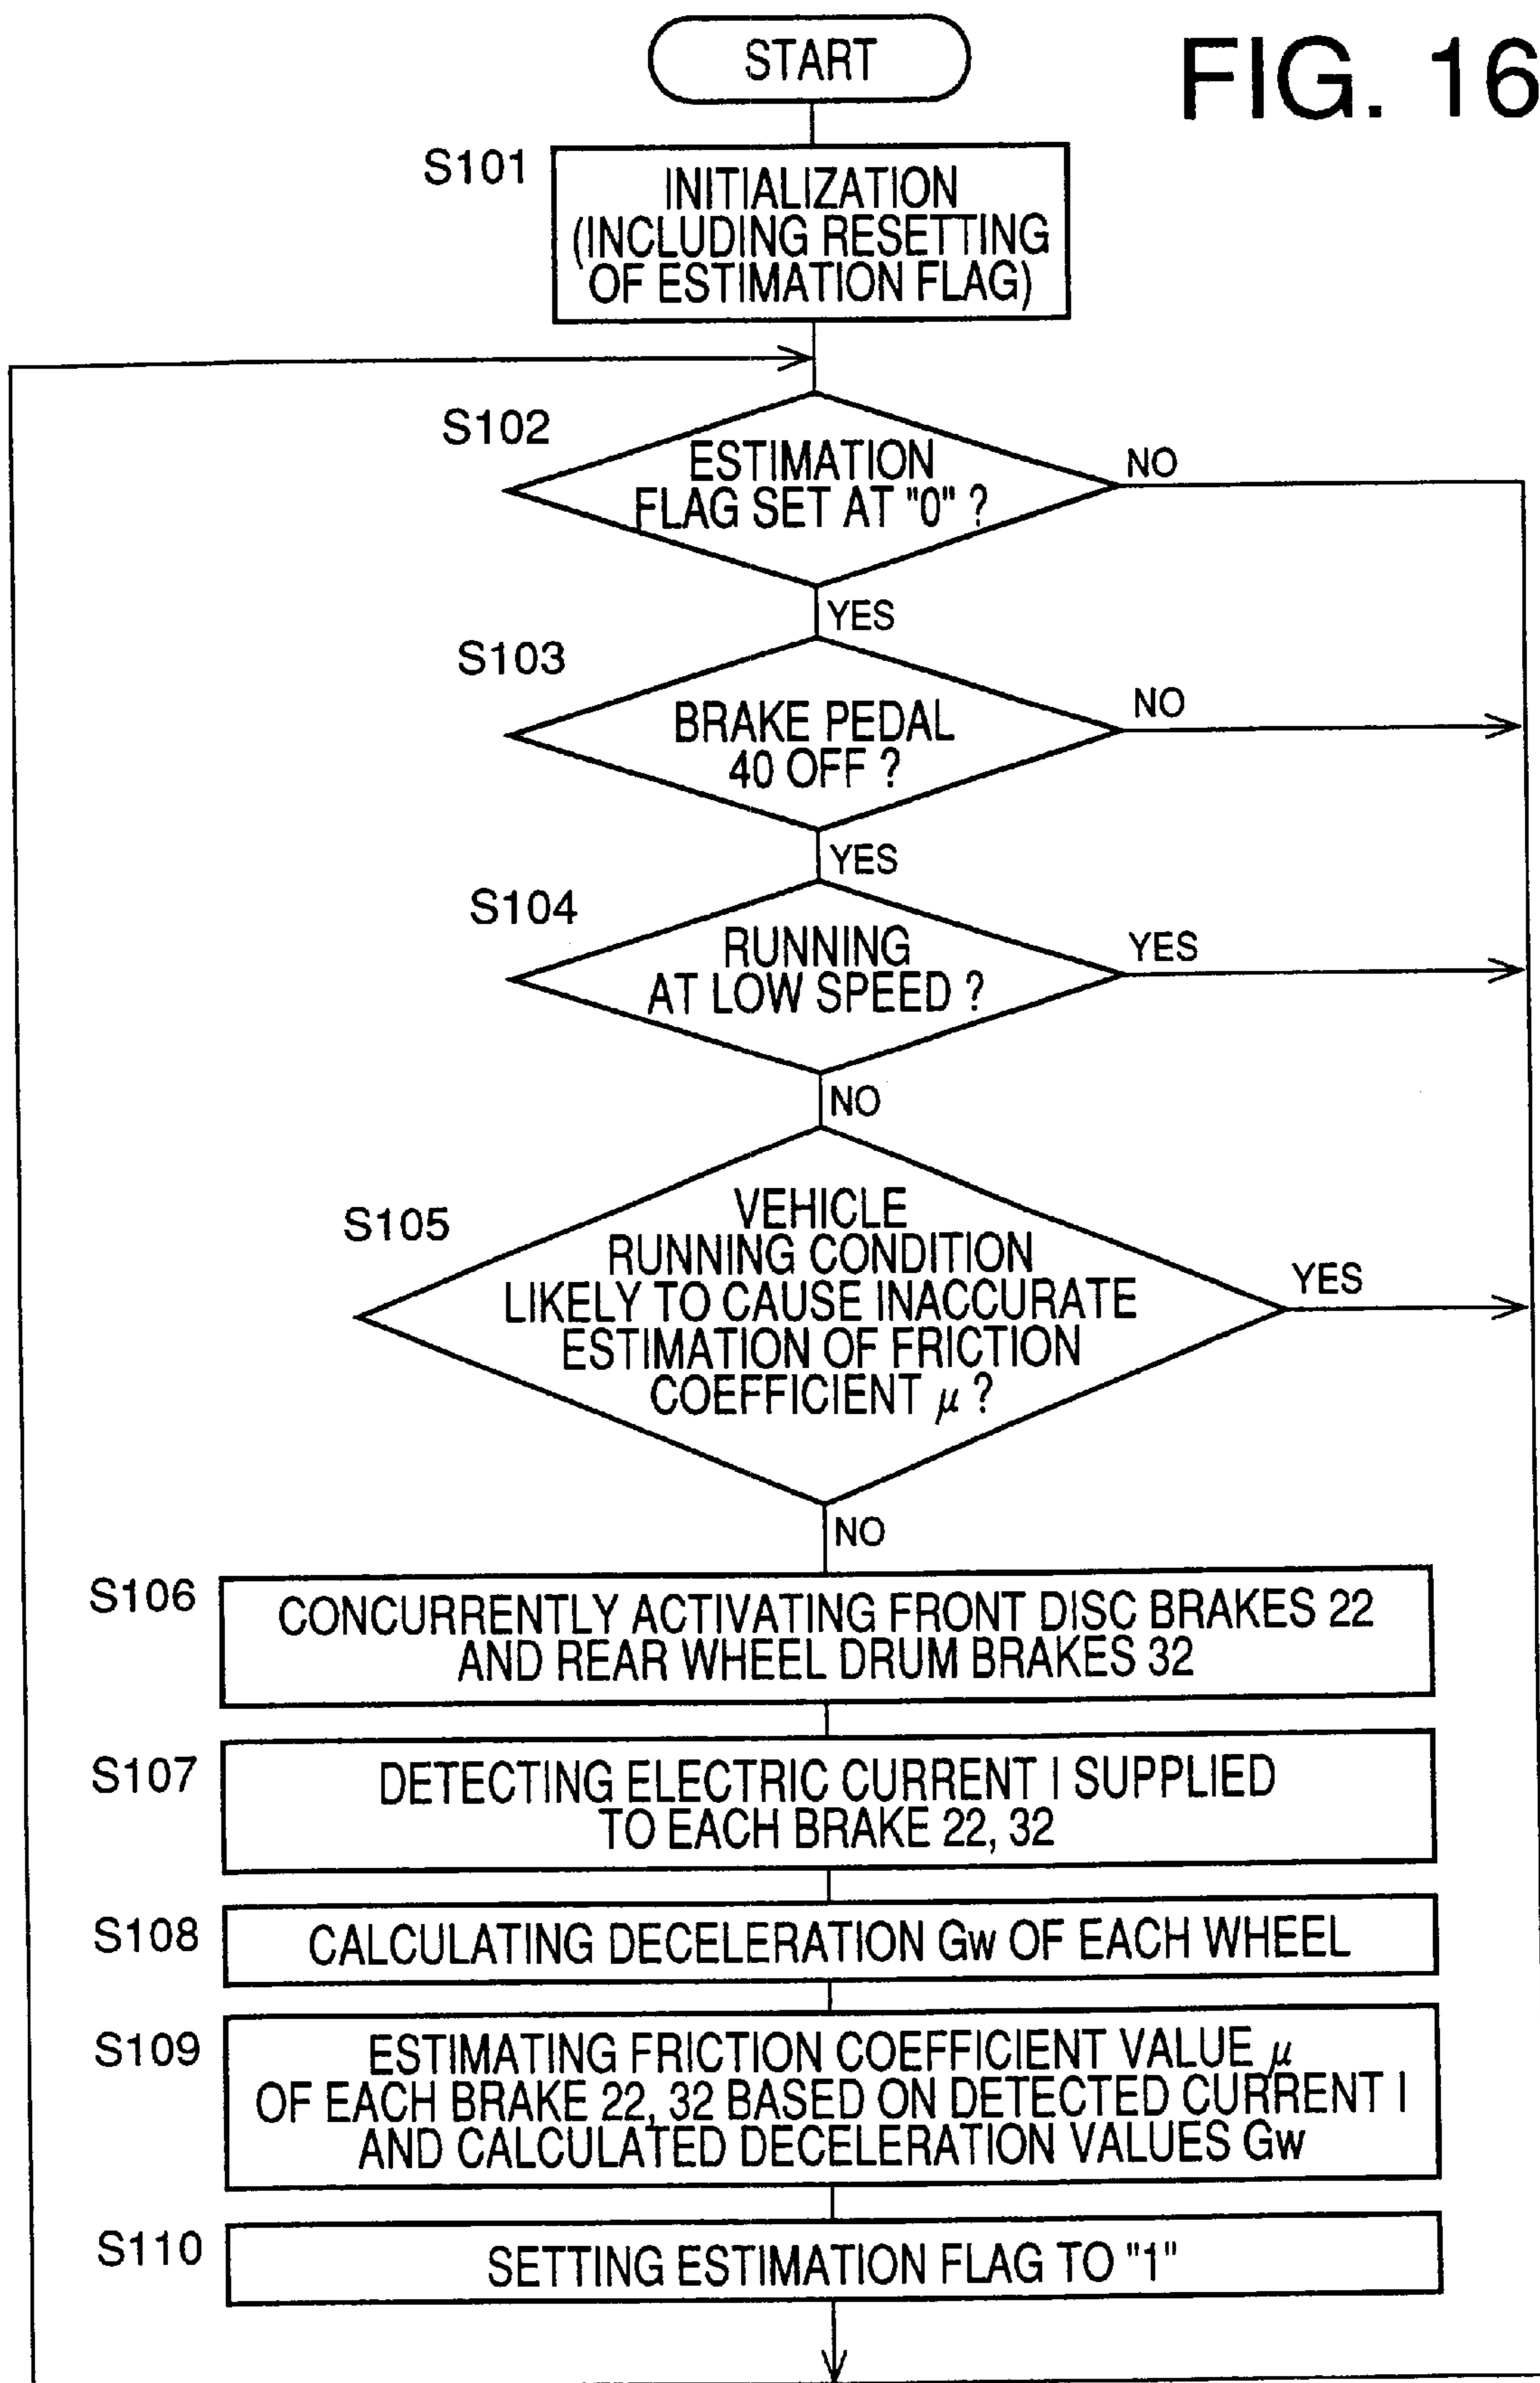 START
FIG. 16
S101
INITIALIZATION
(INCLUDING RESETTING
OF ESTIMATION FLAG)
S102
ESTIMATION
FLAG SET AT "0" ?
NO
YES
S103
BRAKE PEDAL
40 OFF ?
NO
YES
S104
RUNNING
AT LOW SPEED ?
YES
NO
S105
VEHICLE
RUNNING CONDITION
LIKELY TO CAUSE INACCURATE
ESTIMATION OF FRICTION
COEFFICIENT μ ?
YES
NO
S106
CONCURRENTLY ACTIVATING FRONT DISC BRAKES 22
AND REAR WHEEL DRUM BRAKES 32
S107
DETECTING ELECTRIC CURRENT I SUPPLIED
TO EACH BRAKE 22, 32
S108
CALCULATING DECELERATION Gw OF EACH WHEEL
S109
ESTIMATING FRICTION COEFFICIENT VALUE μ
OF EACH BRAKE 22, 32 BASED ON DETECTED CURRENT I
AND CALCULATED DECELERATION VALUES Gw
S110
SETTING ESTIMATION FLAG TO "1"